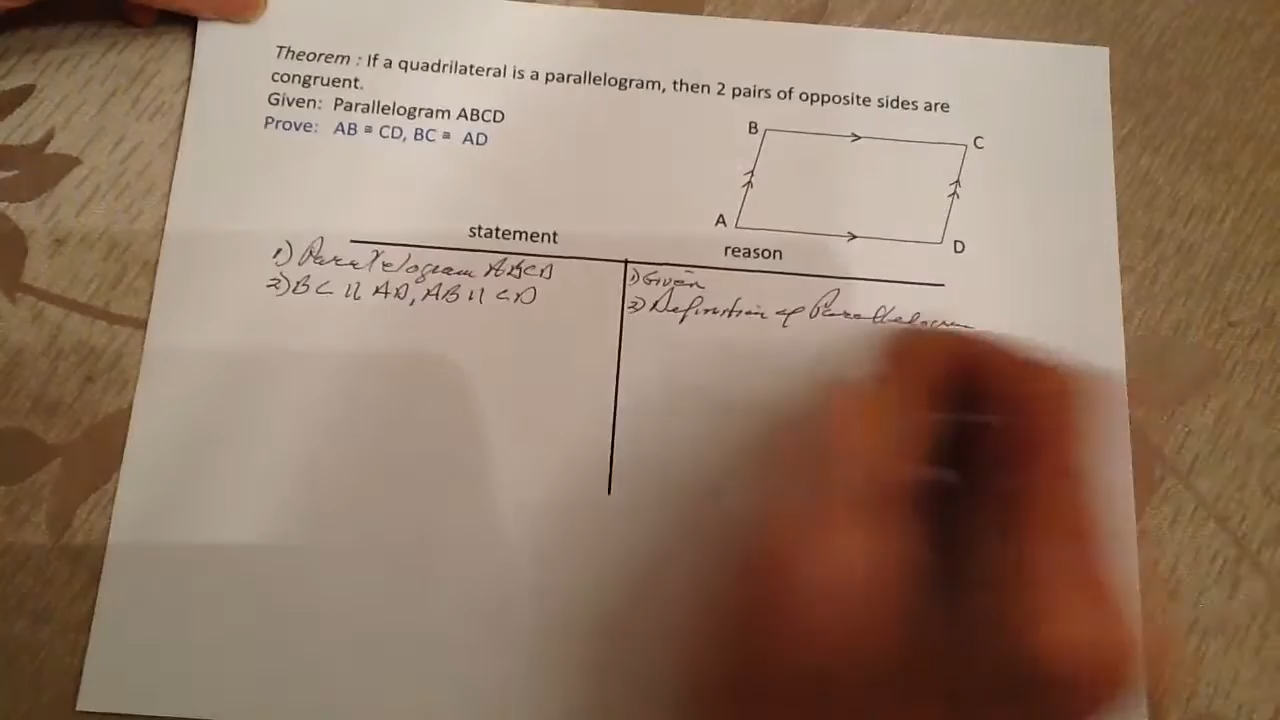 Theorem : If a quadrilateral is a parallelogram, then 2 pairs of opposite sides are
congruent.
Given: Parallelogram ABCD
Prove: AB ≅ CD, BC ≅ AD
B
C
A
D
statement
reason
1) Parallelogram ABCD
1) Given
2) BC || AD, AB || CD
2) Definition of Parallelogram